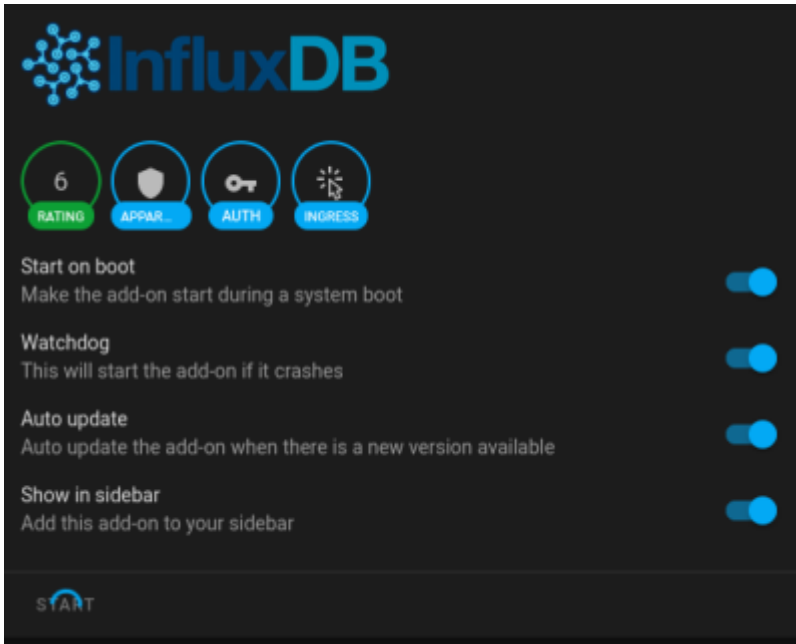 InfluxDB
6
RATING APPAR... AUTH INGRESS
Start on boot
Make the add-on start during a system boot
Watchdog
This will start the add-on if it crashes
Auto update
Auto update the add-on when there is a new version available
Show in sidebar
Add this add-on to your sidebar
START